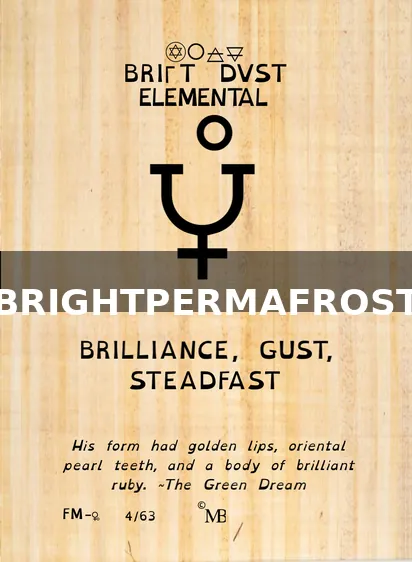 BRIΓT DVST
ELEMENTAL
BRIGHTPERMAFROST
BRILLIANCE, GUST,
STEADFAST
His form had golden lips, oriental
pearl teeth, and a body of brilliant
ruby. ~The Green Dream
FM-♀ 4/63 ©MB